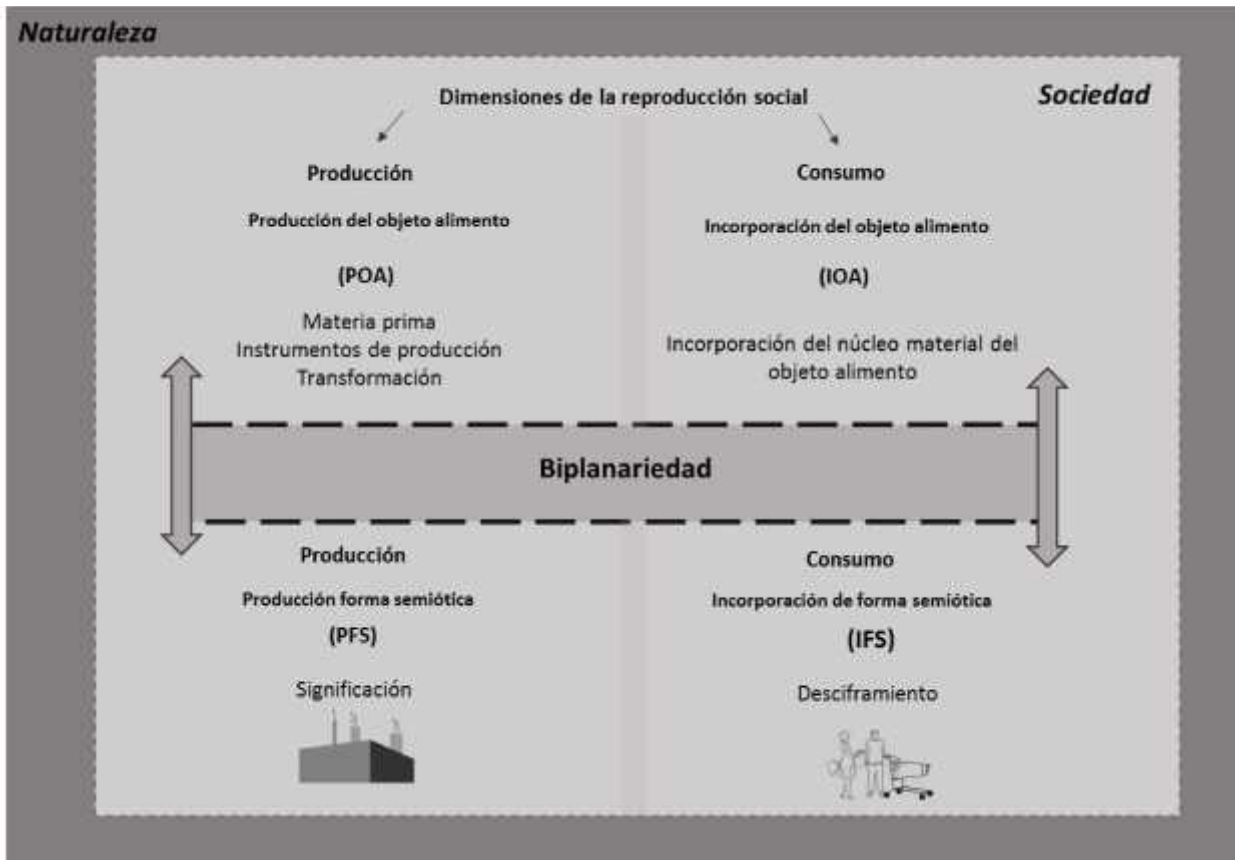 Naturaleza
Sociedad
Dimensiones de la reproducción social
Producción
Producción del objeto alimento
(POA)
Materia prima
Instrumentos de producción
Transformación
Consumo
Incorporación del objeto alimento
(IOA)
Incorporación del núcleo material del
objeto alimento
Biplanariedad
Producción
Producción forma semiótica
(PFS)
Significación
Consumo
Incorporación de forma semiótica
(IFS)
Desciframiento